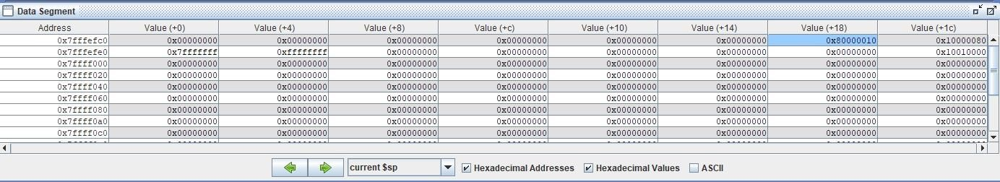 Data Segment
Address Value (+0) Value (+4) Value (+8) Value (+c) Value (+10) Value (+14) Value (+18) Value (+1c)
0x7fffefc0 0x00000000 0x00000000 0x00000000 0x00000000 0x00000000 0x00000000 0x80000010 0x10000080
0x7fffefe0 0x7fffffff 0xffffffff 0x00000000 0x00000000 0x00000000 0x00000000 0x00000000 0x10010000
0x7ffff000 0x00000000 0x00000000 0x00000000 0x00000000 0x00000000 0x00000000 0x00000000 0x00000000
0x7ffff020 0x00000000 0x00000000 0x00000000 0x00000000 0x00000000 0x00000000 0x00000000 0x00000000
0x7ffff040 0x00000000 0x00000000 0x00000000 0x00000000 0x00000000 0x00000000 0x00000000 0x00000000
0x7ffff060 0x00000000 0x00000000 0x00000000 0x00000000 0x00000000 0x00000000 0x00000000 0x00000000
0x7ffff080 0x00000000 0x00000000 0x00000000 0x00000000 0x00000000 0x00000000 0x00000000 0x00000000
0x7ffff0a0 0x00000000 0x00000000 0x00000000 0x00000000 0x00000000 0x00000000 0x00000000 0x00000000
0x7ffff0c0 0x00000000 0x00000000 0x00000000 0x00000000 0x00000000 0x00000000 0x00000000 0x00000000
current $sp Hexadecimal Addresses Hexadecimal Values ASCII